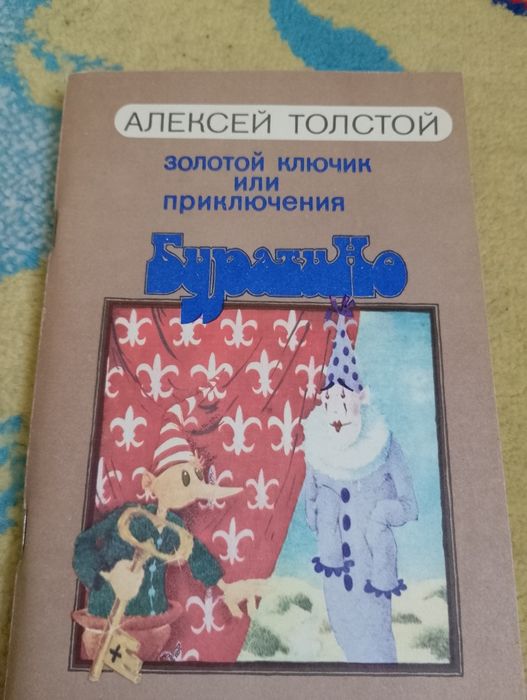 АЛЕКСЕЙ ТОЛСТОЙ
ЗОЛОТОЙ КЛЮЧИК
ИЛИ
ПРИКЛЮЧЕНИЯ
БуратиНо